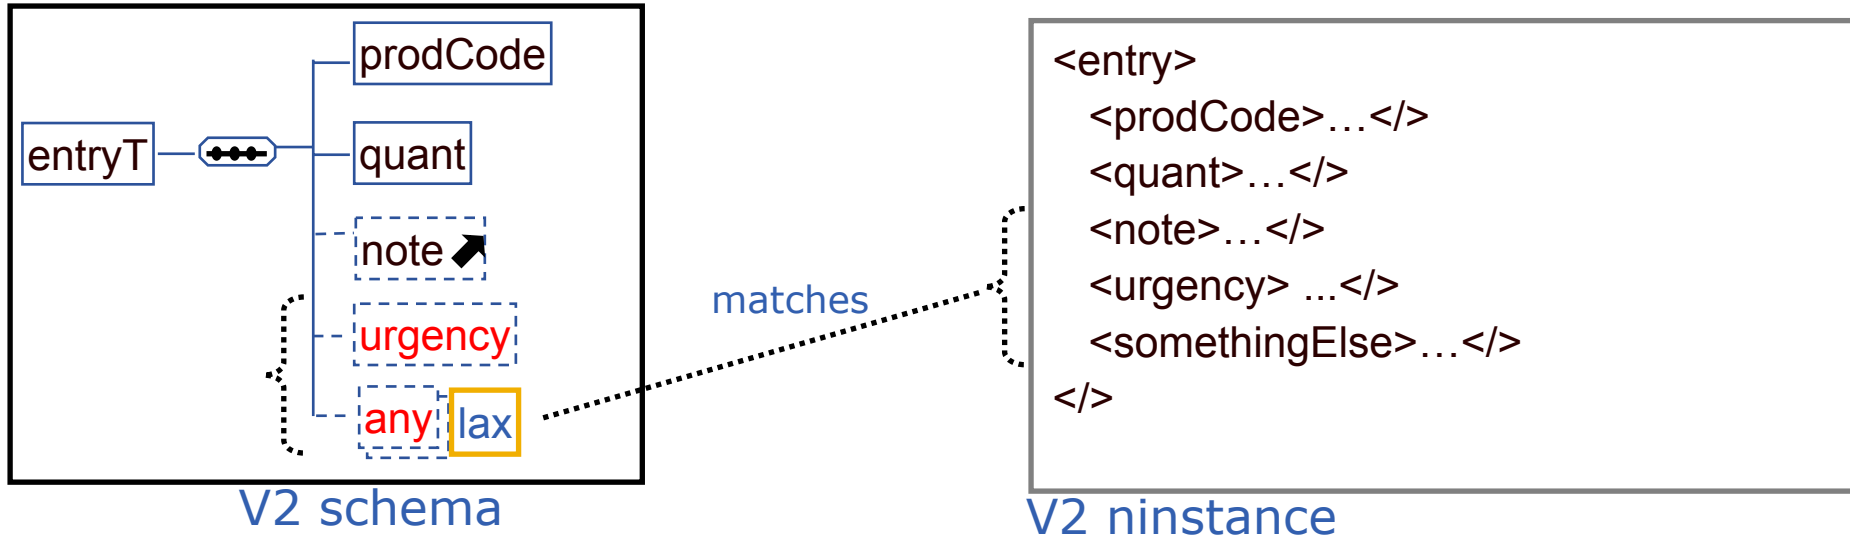 prodCode
entryT
quant
note
urgency
any
lax
V2 schema
matches
<entry>
<prodCode>…</>
<quant>…</>
<note>…</>
<urgency> ...</>
<somethingElse>…</>
</>
V2 ninstance